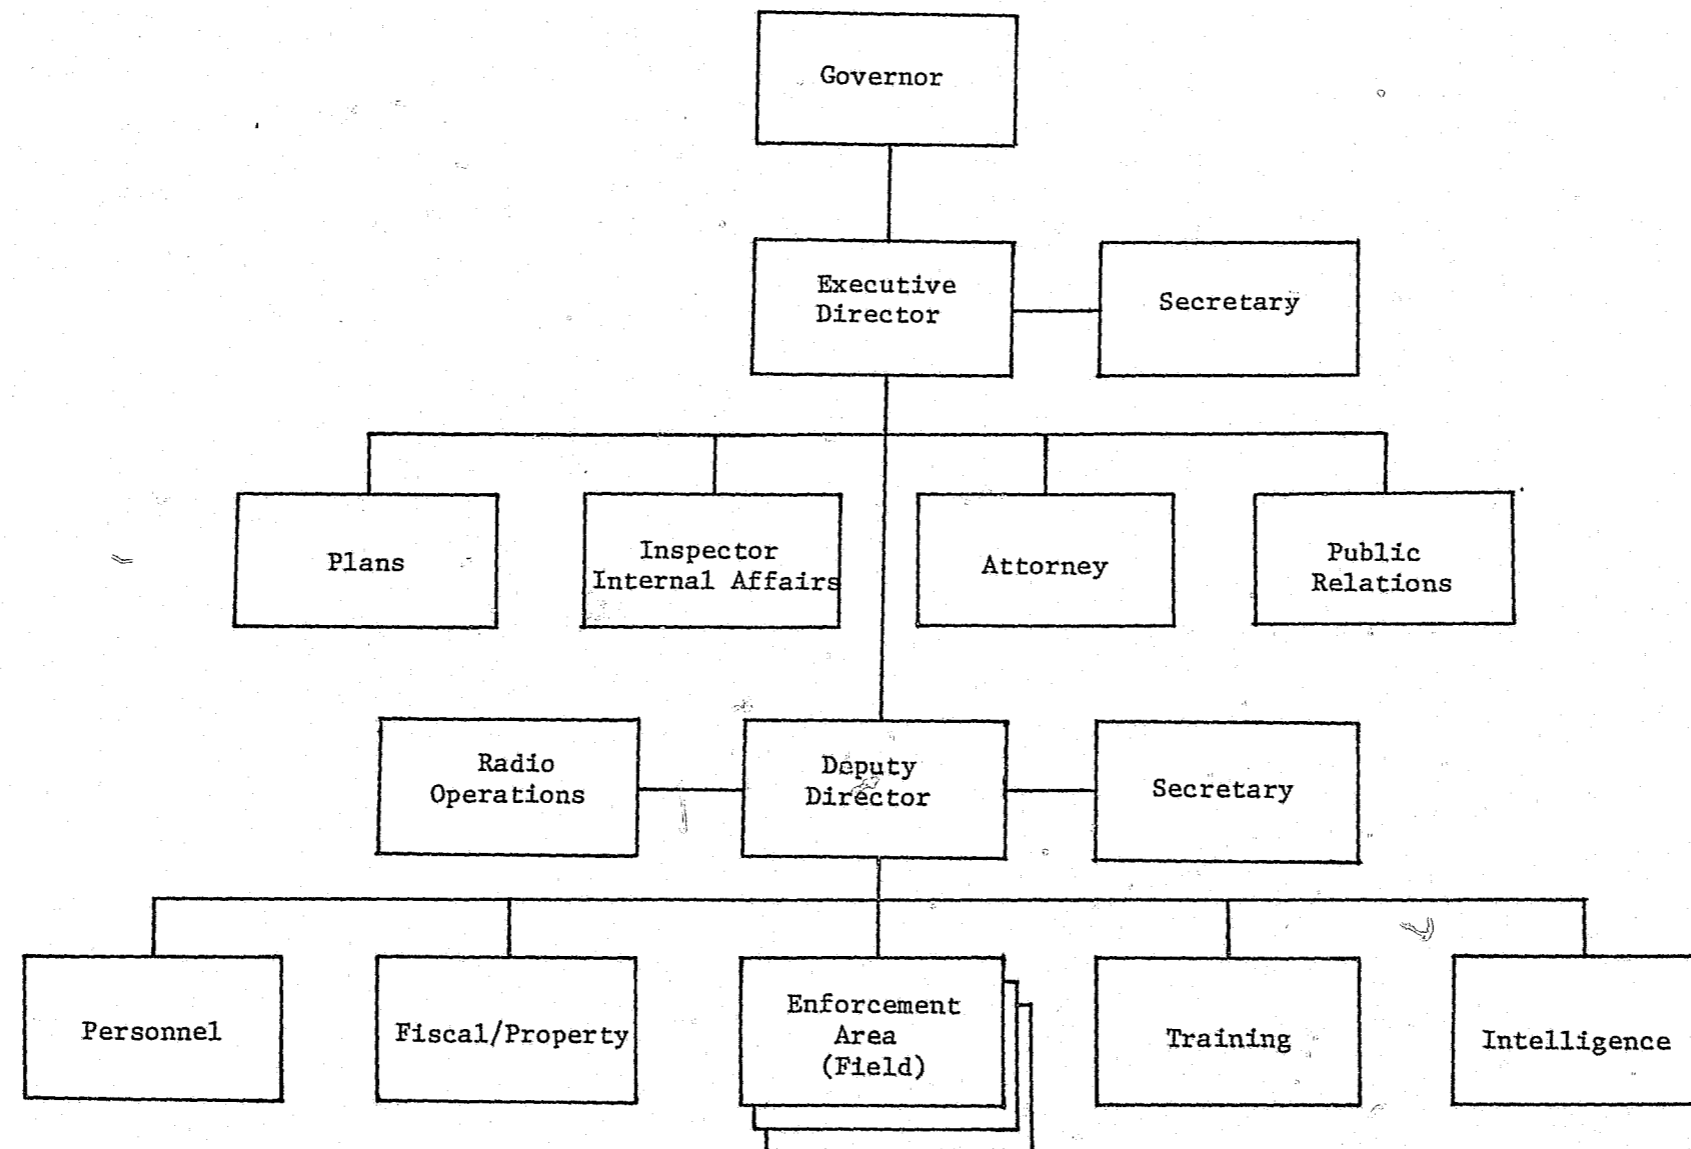 Governor
Executive
Director
Secretary
Plans
Inspector
Internal Affairs
Attorney
Public
Relations
Radio
Operations
Deputy
Director
Secretary
Personnel
Fiscal/Property
Enforcement
Area
(Field)
Training
Intelligence